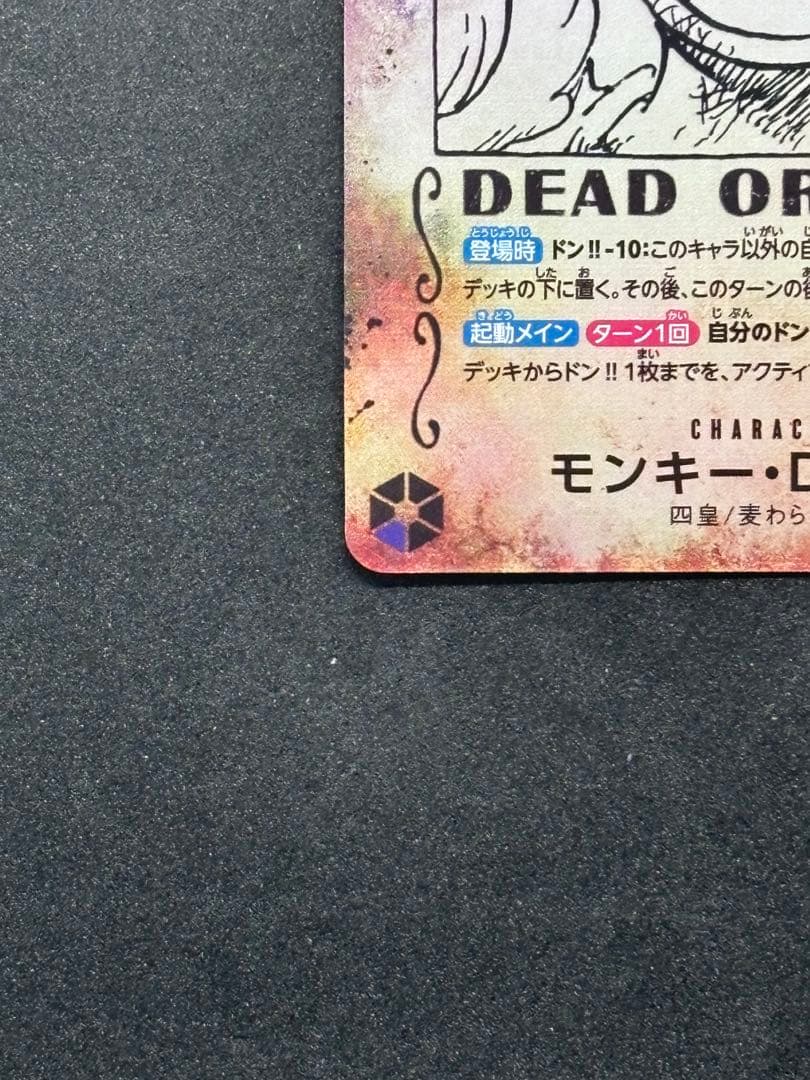 DEAD OR
登場時 ドン!!-10:このキャラ以外の
デッキの下に置く。その後、このターンの
起動メイン ターン1回 自分のドン
デッキからドン!!1枚までを、アクティ
CHARAC
モンキー・D
四皇/麦わら